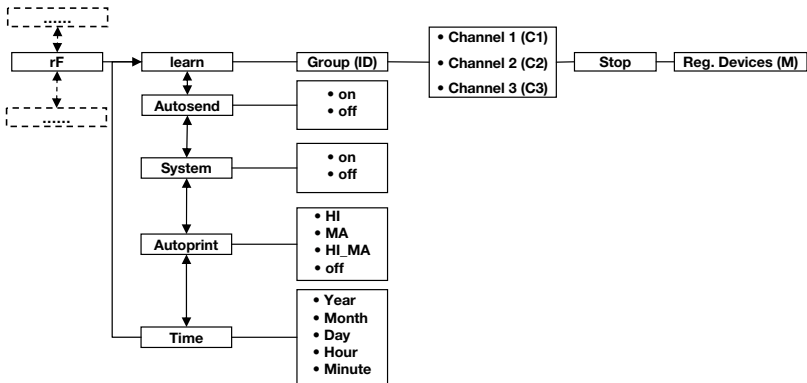 ......
rF
......
learn
Group (ID)
• Channel 1 (C1)
• Channel 2 (C2)
• Channel 3 (C3)
Stop
Reg. Devices (M)
Autosend
• on
• off
System
• on
• off
Autoprint
• HI
• MA
• HI_MA
• off
Time
• Year
• Month
• Day
• Hour
• Minute